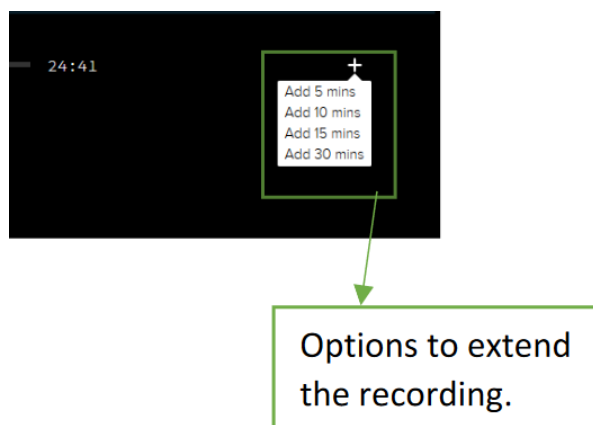 24:41
+
Add 5 mins
Add 10 mins
Add 15 mins
Add 30 mins
Options to extend
the recording.